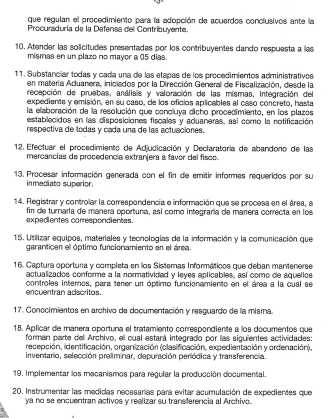 -3-
que regulan el procedimiento para la adopción de acuerdos conclusivos ante la
Procuraduría de la Defensa del Contribuyente.
10. Atender las solicitudes presentadas por los contribuyentes dando respuesta a las
mismas en un plazo no mayor a 05 días.
11. Substanciar todas y cada una de las etapas de los procedimientos administrativos
en materia Aduanera, iniciados por la Dirección General de Fiscalización, desde la
recepción de pruebas, análisis y valoración de las mismas, integración del
expediente y emisión, en su caso, de los oficios aplicables al caso concreto, hasta
la elaboración de la resolución que concluya dicho procedimiento, en los plazos
establecidos en las disposiciones fiscales y aduaneras, así como la notificación
respectiva de todas y cada una de las actuaciones.
12. Efectuar el procedimiento de Adjudicación y Declaratoria de abandono de las
mercancías de procedencia extranjera a favor del fisco.
13. Procesar información generada con el fin de emitir informes requeridos por su
inmediato superior.
14. Registrar y controlar la correspondencia e información que se procesa en el área, a
fin de turnarla de manera oportuna, así como integrarla de manera correcta en los
expedientes correspondientes.
15. Utilizar equipos, materiales y tecnologías de la información y la comunicación que
garanticen el óptimo funcionamiento en el área.
16. Captura oportuna y completa en los Sistemas Informáticos que deban mantenerse
actualizados conforme a la normatividad y leyes aplicables, así como de aquellos
controles internos, para tener un óptimo funcionamiento en el área a la cual se
encuentran adscritos.
17. Conocimientos en archivo de documentación y resguardo de la misma.
18. Aplicar de manera oportuna el tratamiento correspondiente a los documentos que
forman parte del Archivo, el cual estará integrado por las siguientes actividades:
recepción, identificación, organización (clasificación, expedientación y ordenación),
inventario, selección preliminar, depuración periódica y transferencia.
19. Implementar los mecanismos para regular la producción documental.
20. Instrumentar las medidas necesarias para evitar acumulación de expedientes que
ya no se encuentran activos y realizar su transferencia al Archivo.